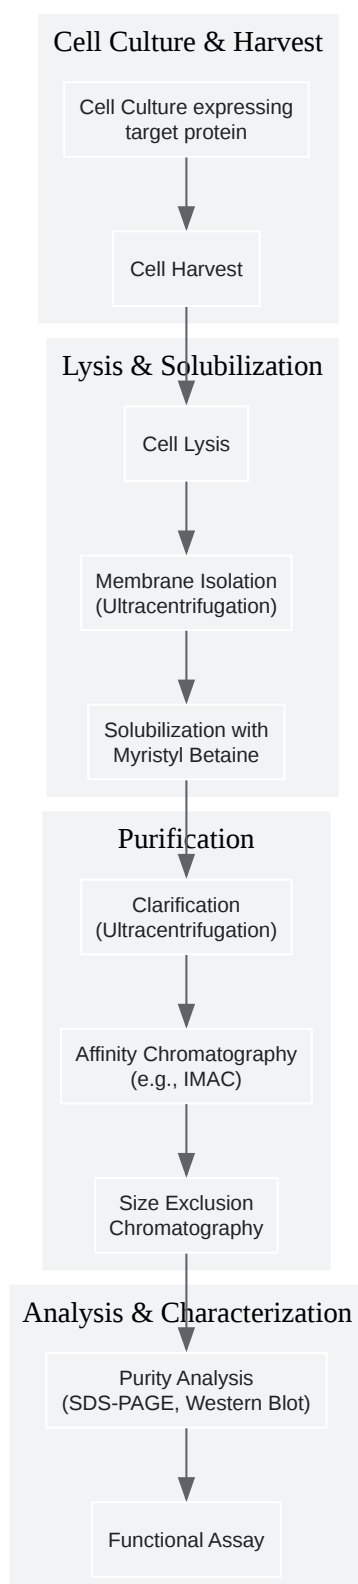 Cell Culture & Harvest
Cell Culture expressing
target protein
Cell Harvest
Lysis & Solubilization
Cell Lysis
Membrane Isolation
(Ultracentrifugation)
Solubilization with
Myristyl Betaine
Purification
Clarification
(Ultracentrifugation)
Affinity Chromatography
(e.g., IMAC)
Size Exclusion
Chromatography
Analysis & Characterization
Purity Analysis
(SDS-PAGE, Western Blot)
Functional Assay